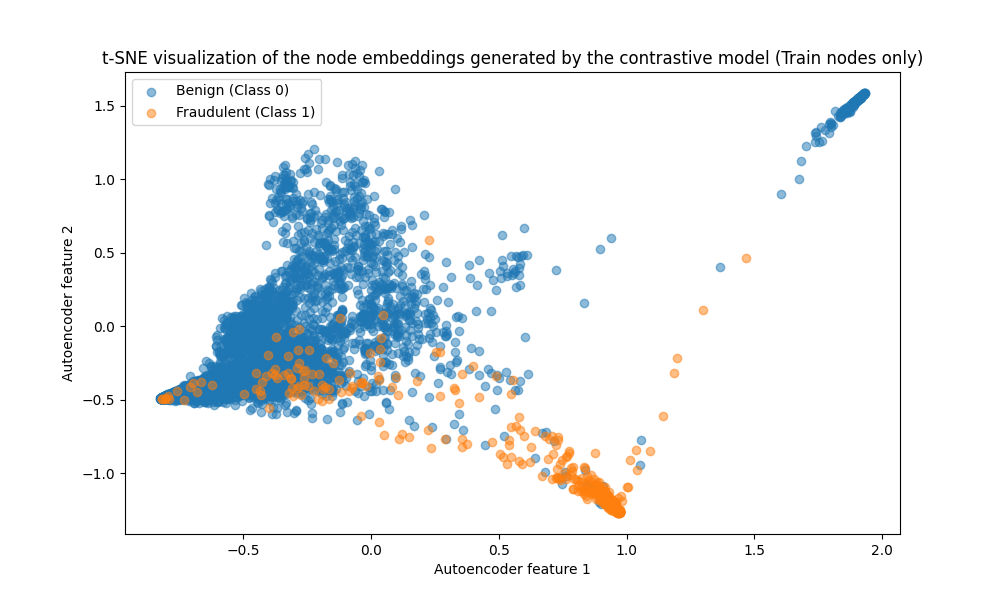 t-SNE visualization of the node embeddings generated by the contrastive model (Train nodes only)
Benign (Class 0)
Fraudulent (Class 1)
1.5
1.0
0.5
0.0
−0.5
−1.0
Autoencoder feature 2
−0.5
0.0
0.5
1.0
1.5
2.0
Autoencoder feature 1